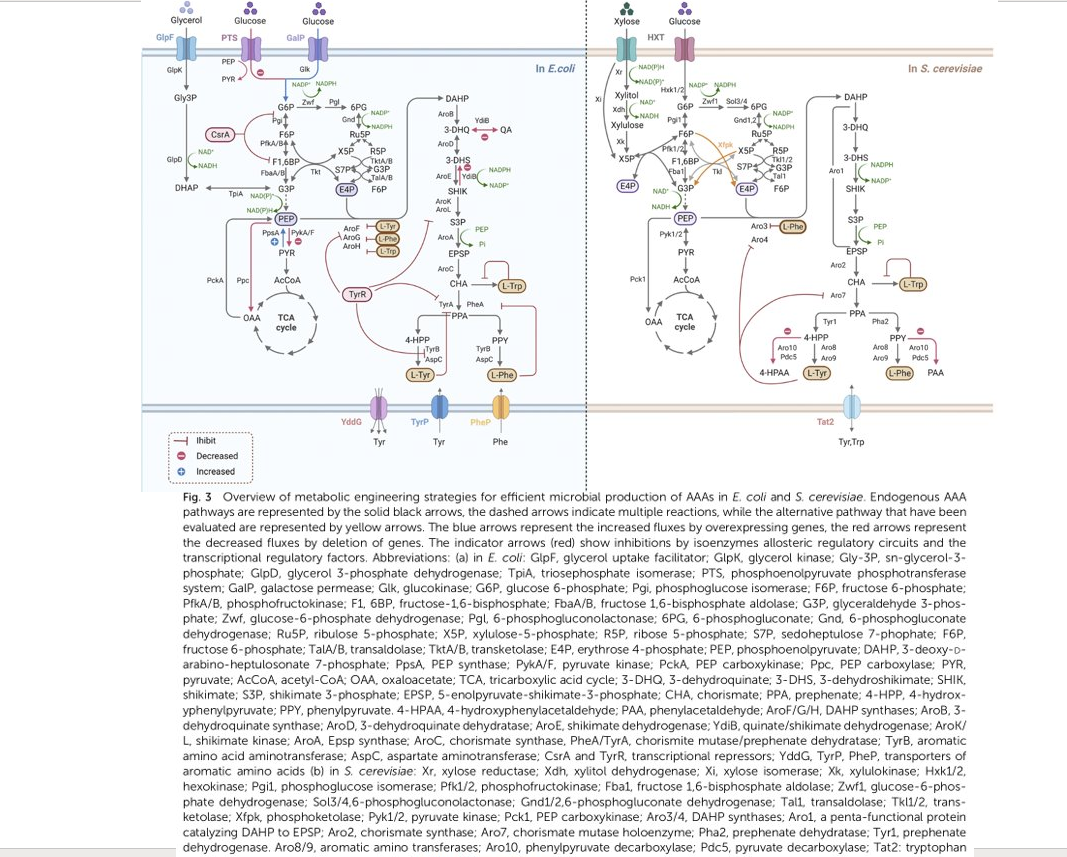 Glycerol
Glucose
Glucose
Xylose
Glucose
GlpF
PTS
GalP
HXT
PEP
PYR
GlpK
Glk
In E.coli
In S. cerevisiae
NADP⁺
NADPH
Gly3P
G6P
Zwf
Pgl
6PG
DAHP
Pgi
Gnd
NADP⁺
NADPH
AroB
YdiB
CsrA
F6P
Ru5P
3-DHQ
QA
PfkA/B
X5P
R5P
AroD
NAD⁺
NADH
GlpD
F1,6BP
TktA/B
3-DHS
S7P
G3P
FbaA/B
Tkt
TalA/B
AroE
YdiB
NADPH
NADP⁺
DHAP
TpiA
G3P
E4P
F6P
SHIK
NAD(P)⁺
NAD(P)H
AroK
AroL
PEP
AroF
AroG
AroH
L-Tyr
L-Phe
L-Trp
S3P
PEP
Pi
PpsA
PykA/F
AroA
PYR
EPSP
PckA
Ppc
AcCoA
AroC
CHA
L-Trp
TyrR
TyrA
PheA
OAA
TCA
cycle
PPA
4-HPP
PPY
TyrB
AspC
TyrB
AspC
L-Tyr
L-Phe
YddG
TyrP
PheP
Tyr
Tyr
Phe
Ihibit
Decreased
Increased
Xr
NAD(P)H
NAD(P)⁺
Xi
Xylitol
Xdh
NAD⁺
NADH
Xylulose
Xk
X5P
E4P
Hxk1/2
NADP⁺
NADPH
G6P
Zwf1
Sol3/4
6PG
Pgi1
Gnd1,2
NADP⁺
NADPH
F6P
Xfpk
Ru5P
Pfk1/2
X5P
R5P
F1,6BP
Tkl1/2
S7P
G3P
Fba1
Tkl
Tal1
G3P
E4P
F6P
NAD⁺
NADH
PEP
Pyk1/2
PYR
Pck1
AcCoA
OAA
TCA
cycle
DAHP
3-DHQ
3-DHS
Aro1
NADPH
NADP⁺
SHIK
S3P
PEP
Pi
EPSP
Aro3
Aro4
L-Phe
Aro2
CHA
L-Trp
Aro7
PPA
Tyr1
Pha2
4-HPP
PPY
Aro10
Pdc5
Aro8
Aro9
Aro8
Aro9
Aro10
Pdc5
4-HPAA
L-Tyr
L-Phe
PAA
Tat2
Tyr,Trp
Fig. 3 Overview of metabolic engineering strategies for efficient microbial production of AAAs in E. coli and S. cerevisiae. Endogenous AAA
pathways are represented by the solid black arrows, the dashed arrows indicate multiple reactions, while the alternative pathway that have been
evaluated are represented by yellow arrows. The blue arrows represent the increased fluxes by overexpressing genes, the red arrows represent
the decreased fluxes by deletion of genes. The indicator arrows (red) show inhibitions by isoenzymes allosteric regulatory circuits and the
transcriptional regulatory factors. Abbreviations: (a) in E. coli: GlpF, glycerol uptake facilitator; GlpK, glycerol kinase; Gly-3P, sn-glycerol-3-
phosphate; GlpD, glycerol 3-phosphate dehydrogenase; TpiA, triosephosphate isomerase; PTS, phosphoenolpyruvate phosphotransferase
system; GalP, galactose permease; Glk, glucokinase; G6P, glucose 6-phosphate; Pgi, phosphoglucose isomerase; F6P, fructose 6-phosphate;
PfkA/B, phosphofructokinase; F1, 6BP, fructose-1,6-bisphosphate; FbaA/B, fructose 1,6-bisphosphate aldolase; G3P, glyceraldehyde 3-phos-
phate; Zwf, glucose-6-phosphate dehydrogenase; Pgl, 6-phosphogluconolactonase; 6PG, 6-phosphogluconate; Gnd, 6-phosphogluconate
dehydrogenase; Ru5P, ribulose 5-phosphate; X5P, xylulose-5-phosphate; R5P, ribose 5-phosphate; S7P, sedoheptulose 7-phophate; F6P,
fructose 6-phosphate; TalA/B, transaldolase; TktA/B, transketolase; E4P, erythrose 4-phosphate; PEP, phosphoenolpyruvate; DAHP, 3-deoxy-D-
arabino-heptulosonate 7-phosphate; PpsA, PEP synthase; PykA/F, pyruvate kinase; PckA, PEP carboxykinase; Ppc, PEP carboxylase; PYR,
pyruvate; AcCoA, acetyl-CoA; OAA, oxaloacetate; TCA, tricarboxylic acid cycle; 3-DHQ, 3-dehydroquinate; 3-DHS, 3-dehydroshikimate; SHIK,
shikimate; S3P, shikimate 3-phosphate; EPSP, 5-enolpyruvate-shikimate-3-phosphate; CHA, chorismate; PPA, prephenate; 4-HPP, 4-hydrox-
yphenylpyruvate; PPY, phenylpyruvate. 4-HPAA, 4-hydroxyphenylacetaldehyde; PAA, phenylacetaldehyde; AroF/G/H, DAHP synthases; AroB, 3-
dehydroquinate synthase; AroD, 3-dehydroquinate dehydratase; AroE, shikimate dehydrogenase; YdiB, quinate/shikimate dehydrogenase; AroK/
L, shikimate kinase; AroA, Epsp synthase; AroC, chorismate synthase, PheA/TyrA, chorismite mutase/prephenate dehydratase; TyrB, aromatic
amino acid aminotransferase; AspC, aspartate aminotransferase; CsrA and TyrR, transcriptional repressors; YddG, TyrP, PheP, transporters of
aromatic amino acids (b) in S. cerevisiae: Xr, xylose reductase; Xdh, xylitol dehydrogenase; Xi, xylose isomerase; Xk, xylulokinase; Hxk1/2,
hexokinase; Pgi1, phosphoglucose isomerase; Pfk1/2, phosphofructokinase; Fba1, fructose 1,6-bisphosphate aldolase; Zwf1, glucose-6-phos-
phate dehydrogenase; Sol3/4,6-phosphogluconolactonase; Gnd1/2,6-phosphogluconate dehydrogenase; Tal1, transaldolase; Tkl1/2, trans-
ketolase; Xfpk, phosphoketolase; Pyk1/2, pyruvate kinase; Pck1, PEP carboxykinase; Aro3/4, DAHP synthases; Aro1, a penta-functional protein
catalyzing DAHP to EPSP; Aro2, chorismate synthase; Aro7, chorismate mutase holoenzyme; Pha2, prephenate dehydratase; Tyr1, prephenate
dehydrogenase. Aro8/9, aromatic amino transferases; Aro10, phenylpyruvate decarboxylase; Pdc5, pyruvate decarboxylase; Tat2: tryptophan